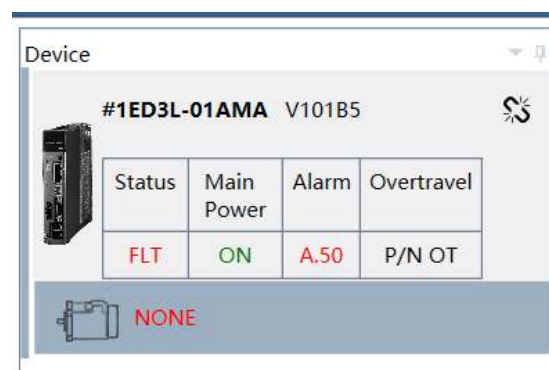 Device
#1ED3L-01AMA V101B5
Status Main Power Alarm Overtravel
FLT ON A.50 P/N OT
NONE